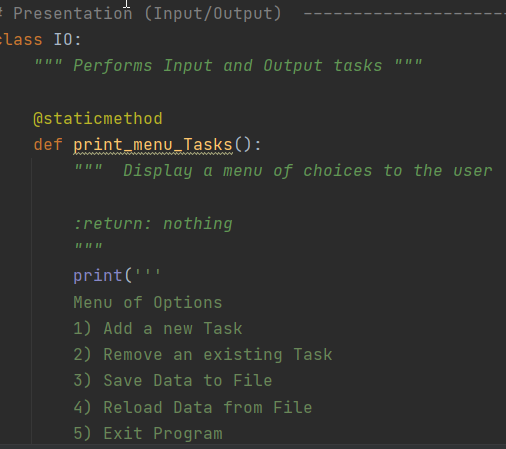 # Presentation (Input/Output)  ----------------------
class IO:
    """ Performs Input and Output tasks """

    @staticmethod
    def print_menu_Tasks():
        """  Display a menu of choices to the user

        :return: nothing
        """
        print('''
        Menu of Options
        1) Add a new Task
        2) Remove an existing Task
        3) Save Data to File
        4) Reload Data from File
        5) Exit Program